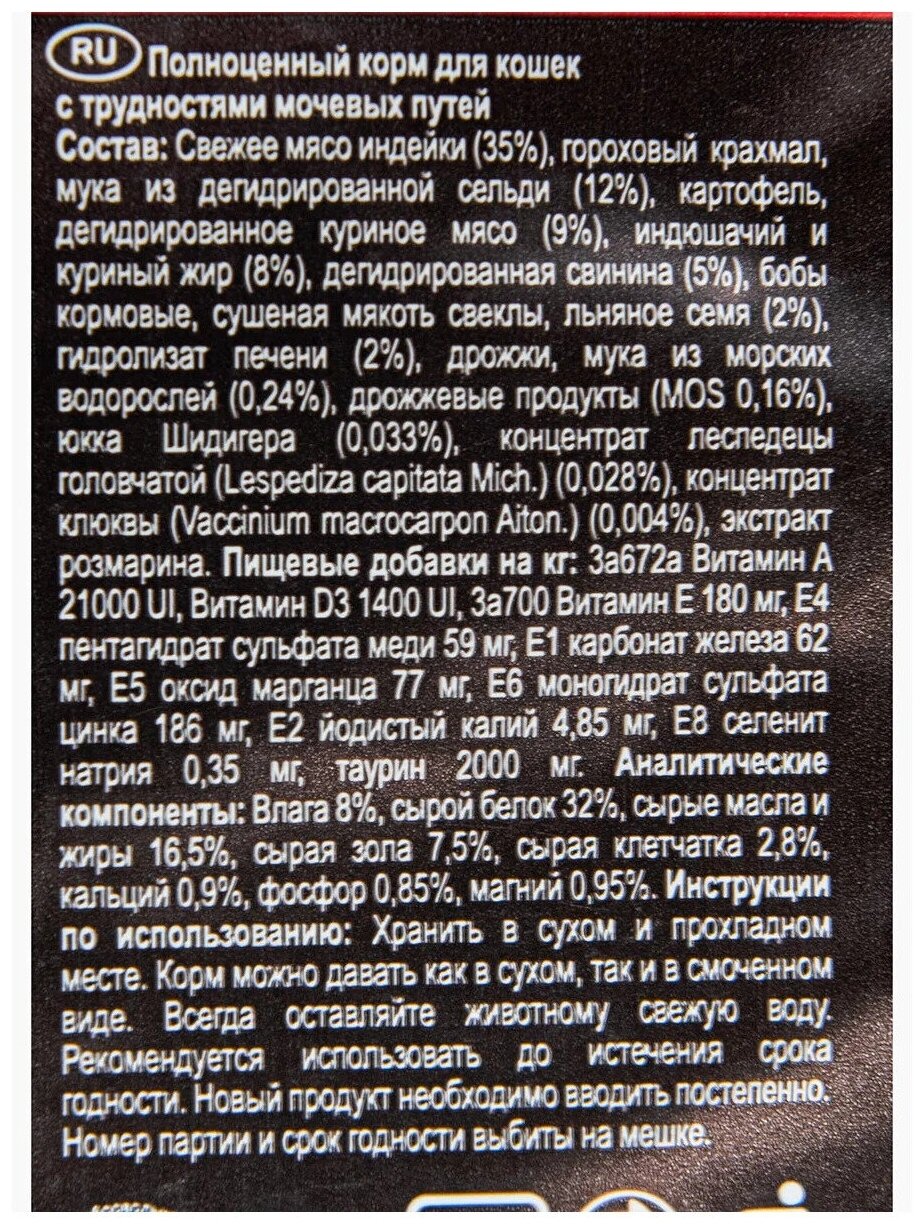 RU Полноценный корм для кошек
с трудностями мочевых путей
Состав: Свежее мясо индейки (35%), гороховый крахмал,
мука из дегидрированной сельди (12%), картофель,
дегидрированное куриное мясо (9%), индюшачий и
куриный жир (8%), дегидрированная свинина (5%), бобы
кормовые, сушеная мякоть свеклы, льняное семя (2%),
гидролизат печени (2%), дрожжи, мука из морских
водорослей (0,24%), дрожжевые продукты (MOS 0,16%),
юкка Шидигера (0,033%), концентрат леспедецы
головчатой (Lespediza capitata Mich.) (0,028%), концентрат
клюквы (Vaccinium macrocarpon Aiton.) (0,004%), экстракт
розмарина. Пищевые добавки на кг: 3а672а Витамин А
21000 UI, Витамин D3 1400 UI, 3а700 Витамин Е 180 мг, Е4
пентагидрат сульфата меди 59 мг, Е1 карбонат железа 62
мг, Е5 оксид марганца 77 мг, Е6 моногидрат сульфата
цинка 186 мг, Е2 йодистый калий 4,85 мг, Е8 селенит
натрия 0,35 мг, таурин 2000 мг. Аналитические
компоненты: Влага 8%, сырой белок 32%, сырые масла и
жиры 16,5%, сырая зола 7,5%, сырая клетчатка 2,8%,
кальций 0,9%, фосфор 0,85%, магний 0,95%. Инструкции
по использованию: Хранить в сухом и прохладном
месте. Корм можно давать как в сухом, так и в смоченном
виде. Всегда оставляйте животному свежую воду.
Рекомендуется использовать до истечения срока
годности. Новый продукт необходимо вводить постепенно.
Номер партии и срок годности выбиты на мешке.